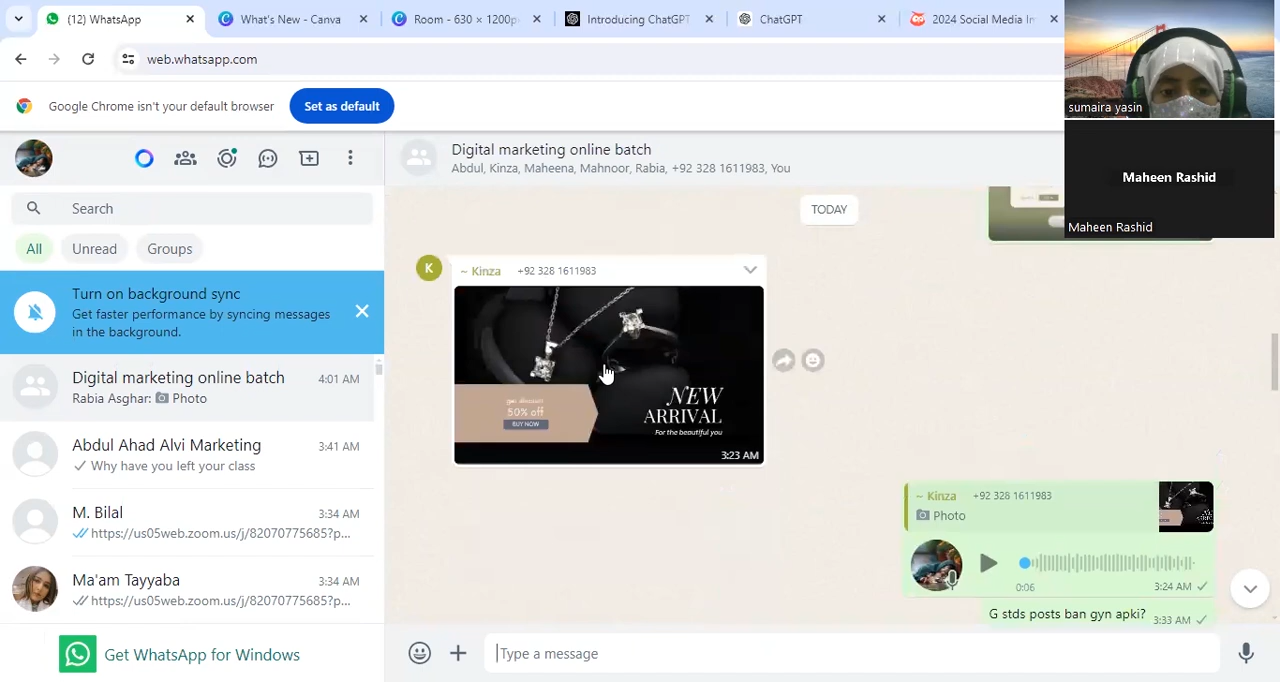 (12) WhatsApp
What's New - Canva
Room - 630 × 1200p
Introducing ChatGPT
ChatGPT
2024 Social Media In
web.whatsapp.com
Google Chrome isn't your default browser
Set as default
sumaira yasin
Maheen Rashid
Maheen Rashid
Digital marketing online batch
Abdul, Kinza, Maheena, Mahnoor, Rabia, +92 328 1611983, You
Search
All
Unread
Groups
Turn on background sync
Get faster performance by syncing messages
in the background.
Digital marketing online batch
4:01 AM
Rabia Asghar: Photo
Abdul Ahad Alvi Marketing
3:41 AM
Why have you left your class
M. Bilal
3:34 AM
https://us05web.zoom.us/j/82070775685?p...
Ma'am Tayyaba
3:34 AM
https://us05web.zoom.us/j/82070775685?p...
Get WhatsApp for Windows
TODAY
K
~ Kinza +92 328 1611983
50% off
BUY NOW
NEW
ARRIVAL
For the beautiful you
3:23 AM
~ Kinza +92 328 1611983
Photo
0:06
3:24 AM
G stds posts ban gyn apki?
3:33 AM
Type a message